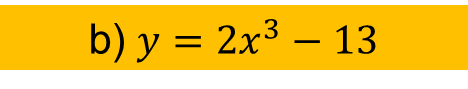 b) y = 2x³ – 13